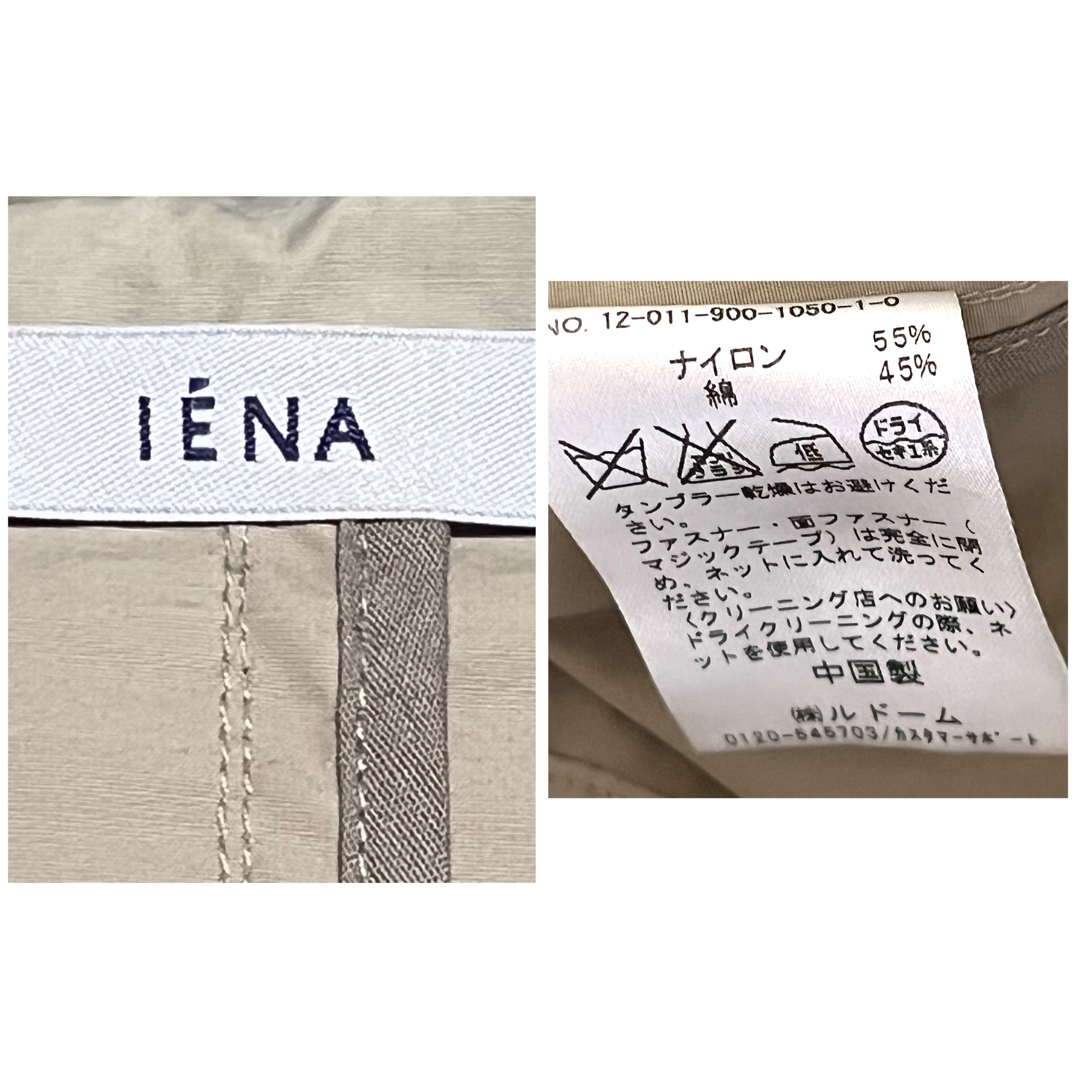 IÉNA
NO. 12-011-900-1050-1-0
ナイロン 55%
綿 45%
低
ドライ
セキユ系
タンブラー乾燥はお避けくだ
さい。
ファスナー・面ファスナー(
マジックテープ)は完全に閉
め、ネットに入れて洗ってく
ださい。
〈クリーニング店へのお願い〉
ドライクリーニングの際、ネ
ットを使用してください。
中国製
㈱ルドーム
0120-545703/カスタマーサポート